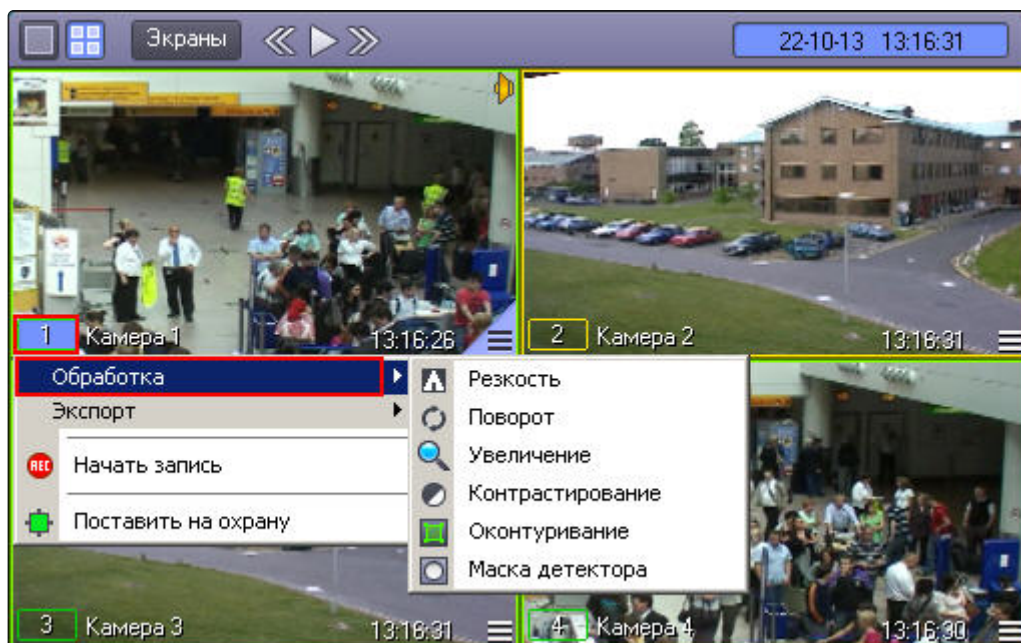 Экраны
22-10-13 13:16:31
1 Камера 1 13:16:26
2 Камера 2 13:16:31
Обработка
Экспорт
REC Начать запись
Поставить на охрану
Резкость
Поворот
Увеличение
Контрастирование
Оконтуривание
Маска детектора
3 Камера 3 13:16:31
4 Камера 4 13:16:30